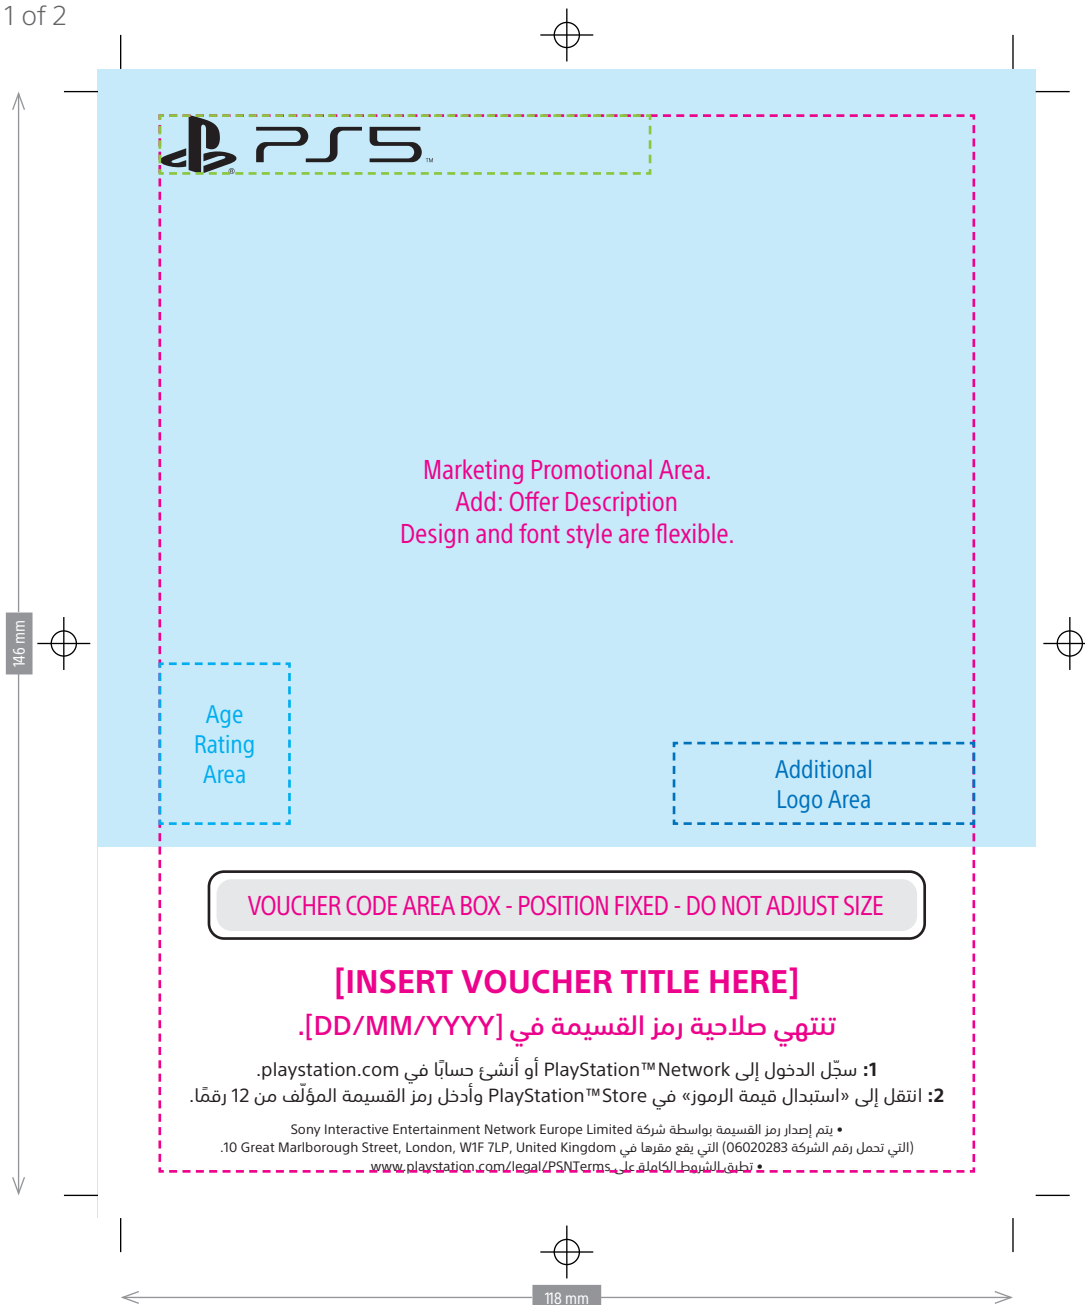 1 of 2
PS5™
®
Marketing Promotional Area.
Add: Offer Description
Design and font style are flexible.
146 mm
Age
Rating
Area
Additional
Logo Area
VOUCHER CODE AREA BOX - POSITION FIXED - DO NOT ADJUST SIZE
[INSERT VOUCHER TITLE HERE]
تنتهي صلاحية رمز القسيمة في [DD/MM/YYYY].
1: سجّل الدخول إلى PlayStation™Network أو أنشئ حسابًا في playstation.com.
2: انتقل إلى «استبدال قيمة الرموز» في PlayStation™Store وأدخل رمز القسيمة المؤلّف من 12 رقمًا.
• يتم إصدار رمز القسيمة بواسطة شركة Sony Interactive Entertainment Network Europe Limited
(التي تحمل رقم الشركة 06020283) التي يقع مقرها في 10 Great Marlborough Street, London, W1F 7LP, United Kingdom.
• تطبق الشروط الكاملة على www.playstation.com/legal/PSNTerms
118 mm